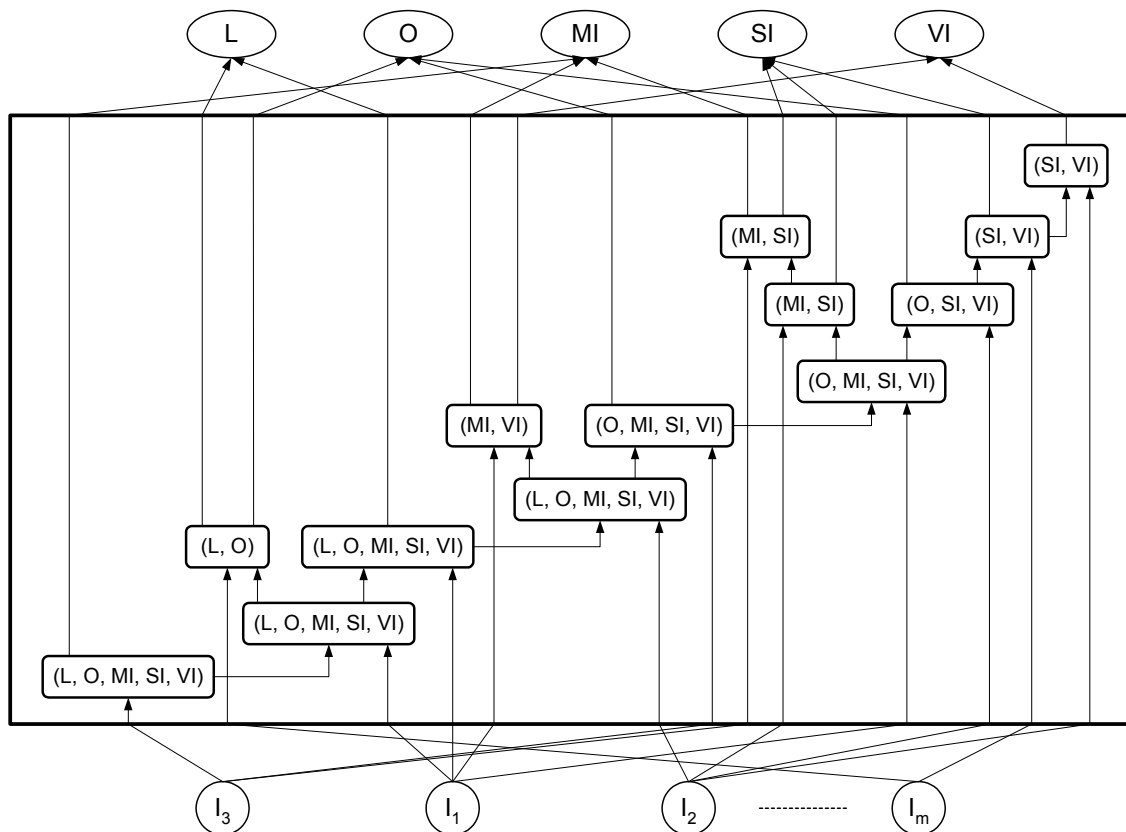 L O MI SI VI
(SI, VI)
(MI, SI) (SI, VI)
(MI, SI) (O, SI, VI)
(O, MI, SI, VI)
(MI, VI) (O, MI, SI, VI)
(L, O, MI, SI, VI)
(L, O) (L, O, MI, SI, VI)
(L, O, MI, SI, VI)
(L, O, MI, SI, VI)
I3 I1 I2 Im